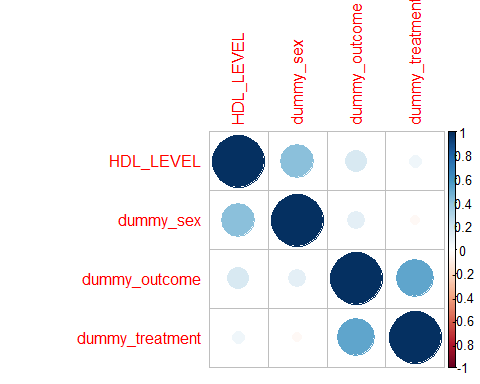 HDL_LEVEL
dummy_sex
dummy_outcome
dummy_treatment
HDL_LEVEL
dummy_sex
dummy_outcome
dummy_treatment
1
0.8
0.6
0.4
0.2
0
-0.2
-0.4
-0.6
-0.8
-1